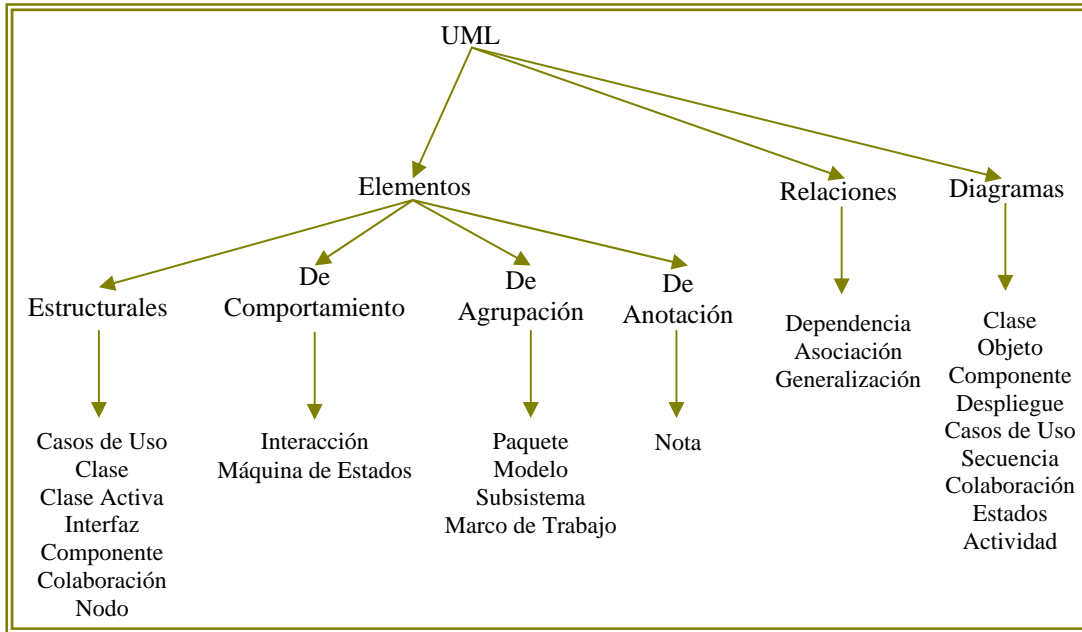 UML
Elementos
Relaciones
Diagramas
Estructurales
De
Comportamiento
De
Agrupación
De
Anotación
Casos de Uso
Clase
Clase Activa
Interfaz
Componente
Colaboración
Nodo
Interacción
Máquina de Estados
Paquete
Modelo
Subsistema
Marco de Trabajo
Nota
Dependencia
Asociación
Generalización
Clase
Objeto
Componente
Despliegue
Casos de Uso
Secuencia
Colaboración
Estados
Actividad